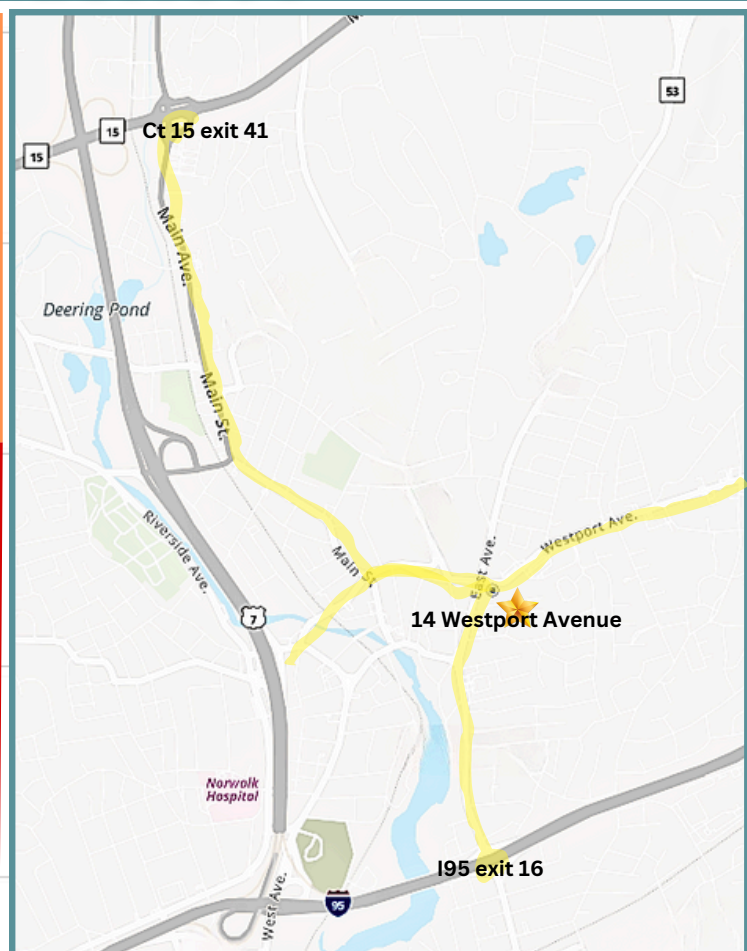 53
15
Ct 15 exit 41
15
Main Ave.
Deering Pond
Main St.
Riverside Ave.
Main St
East Ave.
Westport Ave.
7
14 Westport Avenue
Norwolk
Hospital
I95 exit 16
95
West Ave.